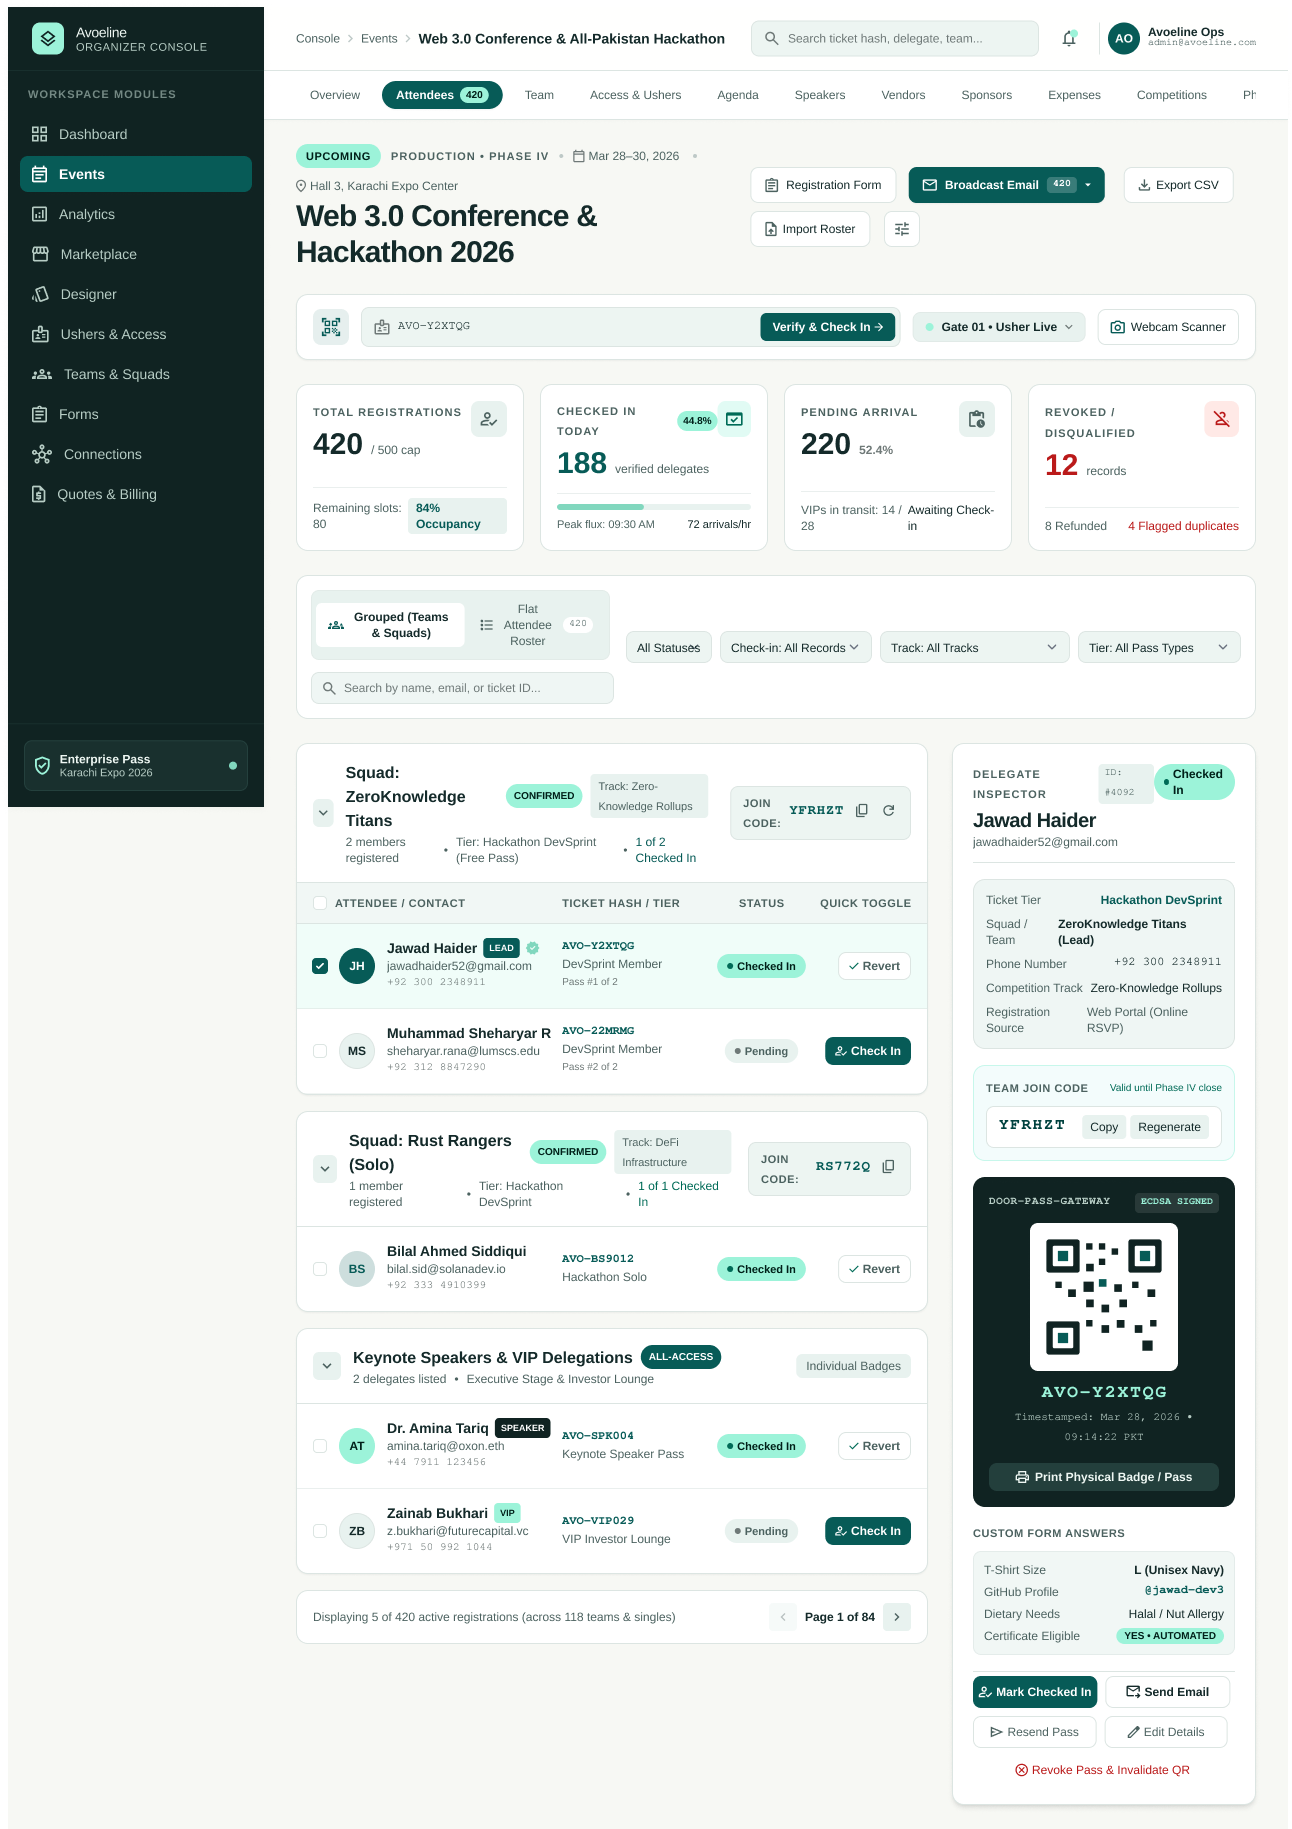 Avoeline
ORGANIZER CONSOLE
WORKSPACE MODULES
Dashboard
Events
Analytics
Marketplace
Designer
Ushers & Access
Teams & Squads
Forms
Connections
Quotes & Billing
Enterprise Pass
Karachi Expo 2026
Console > Events > Web 3.0 Conference & All-Pakistan Hackathon
Search ticket hash, delegate, team...
AO
Avoeline Ops
admin@avoeline.com
Overview
Attendees 420
Team
Access & Ushers
Agenda
Speakers
Vendors
Sponsors
Expenses
Competitions
Ph
UPCOMING PRODUCTION • PHASE IV • Mar 28–30, 2026 •
Hall 3, Karachi Expo Center
Web 3.0 Conference &
Hackathon 2026
Registration Form
Broadcast Email 420
Export CSV
Import Roster
AVO-Y2XTQG
Verify & Check In →
Gate 01 • Usher Live
Webcam Scanner
TOTAL REGISTRATIONS
420 / 500 cap
Remaining slots:
80
84%
Occupancy
CHECKED IN
TODAY
44.8%
188 verified delegates
Peak flux: 09:30 AM
72 arrivals/hr
PENDING ARRIVAL
220 52.4%
VIPs in transit: 14 /
28
Awaiting Check-
in
REVOKED /
DISQUALIFIED
12 records
8 Refunded
4 Flagged duplicates
Grouped (Teams
& Squads)
Flat
Attendee
Roster
420
All Statuses
Check-in: All Records
Track: All Tracks
Tier: All Pass Types
Search by name, email, or ticket ID...
Squad:
ZeroKnowledge
Titans
CONFIRMED
Track: Zero-
Knowledge Rollups
2 members
registered
• Tier: Hackathon DevSprint
(Free Pass)
• 1 of 2
Checked In
JOIN
CODE:
YFRHZT
ATTENDEE / CONTACT
TICKET HASH / TIER
STATUS
QUICK TOGGLE
JH
Jawad Haider LEAD
jawadhaider52@gmail.com
+92 300 2348911
AVO-Y2XTQG
DevSprint Member
Pass #1 of 2
Checked In
Revert
MS
Muhammad Sheharyar R
sheharyar.rana@lumscs.edu
+92 312 8847290
AVO-22MRMG
DevSprint Member
Pass #2 of 2
Pending
Check In
Squad: Rust Rangers
(Solo)
CONFIRMED
Track: DeFi
Infrastructure
1 member
registered
• Tier: Hackathon
DevSprint
• 1 of 1 Checked
In
JOIN
CODE:
RS772Q
BS
Bilal Ahmed Siddiqui
bilal.sid@solanadev.io
+92 333 4910399
AVO-BS9012
Hackathon Solo
Checked In
Revert
Keynote Speakers & VIP Delegations ALL-ACCESS
2 delegates listed • Executive Stage & Investor Lounge
Individual Badges
AT
Dr. Amina Tariq SPEAKER
amina.tariq@oxon.eth
+44 7911 123456
AVO-SPK004
Keynote Speaker Pass
Checked In
Revert
ZB
Zainab Bukhari VIP
z.bukhari@futurecapital.vc
+971 50 992 1044
AVO-VIP029
VIP Investor Lounge
Pending
Check In
Displaying 5 of 420 active registrations (across 118 teams & singles)
Page 1 of 84
DELEGATE
INSPECTOR
ID:
#4092
Checked
In
Jawad Haider
jawadhaider52@gmail.com
Ticket Tier Hackathon DevSprint
Squad /
Team
ZeroKnowledge Titans
(Lead)
Phone Number +92 300 2348911
Competition Track Zero-Knowledge Rollups
Registration
Source
Web Portal (Online
RSVP)
TEAM JOIN CODE Valid until Phase IV close
YFRHZT Copy Regenerate
DOOR-PASS-GATEWAY ECDSA SIGNED
AVO-Y2XTQG
Timestamped: Mar 28, 2026 •
09:14:22 PKT
Print Physical Badge / Pass
CUSTOM FORM ANSWERS
T-Shirt Size L (Unisex Navy)
GitHub Profile @jawad-dev3
Dietary Needs Halal / Nut Allergy
Certificate Eligible YES • AUTOMATED
Mark Checked In
Send Email
Resend Pass
Edit Details
Revoke Pass & Invalidate QR